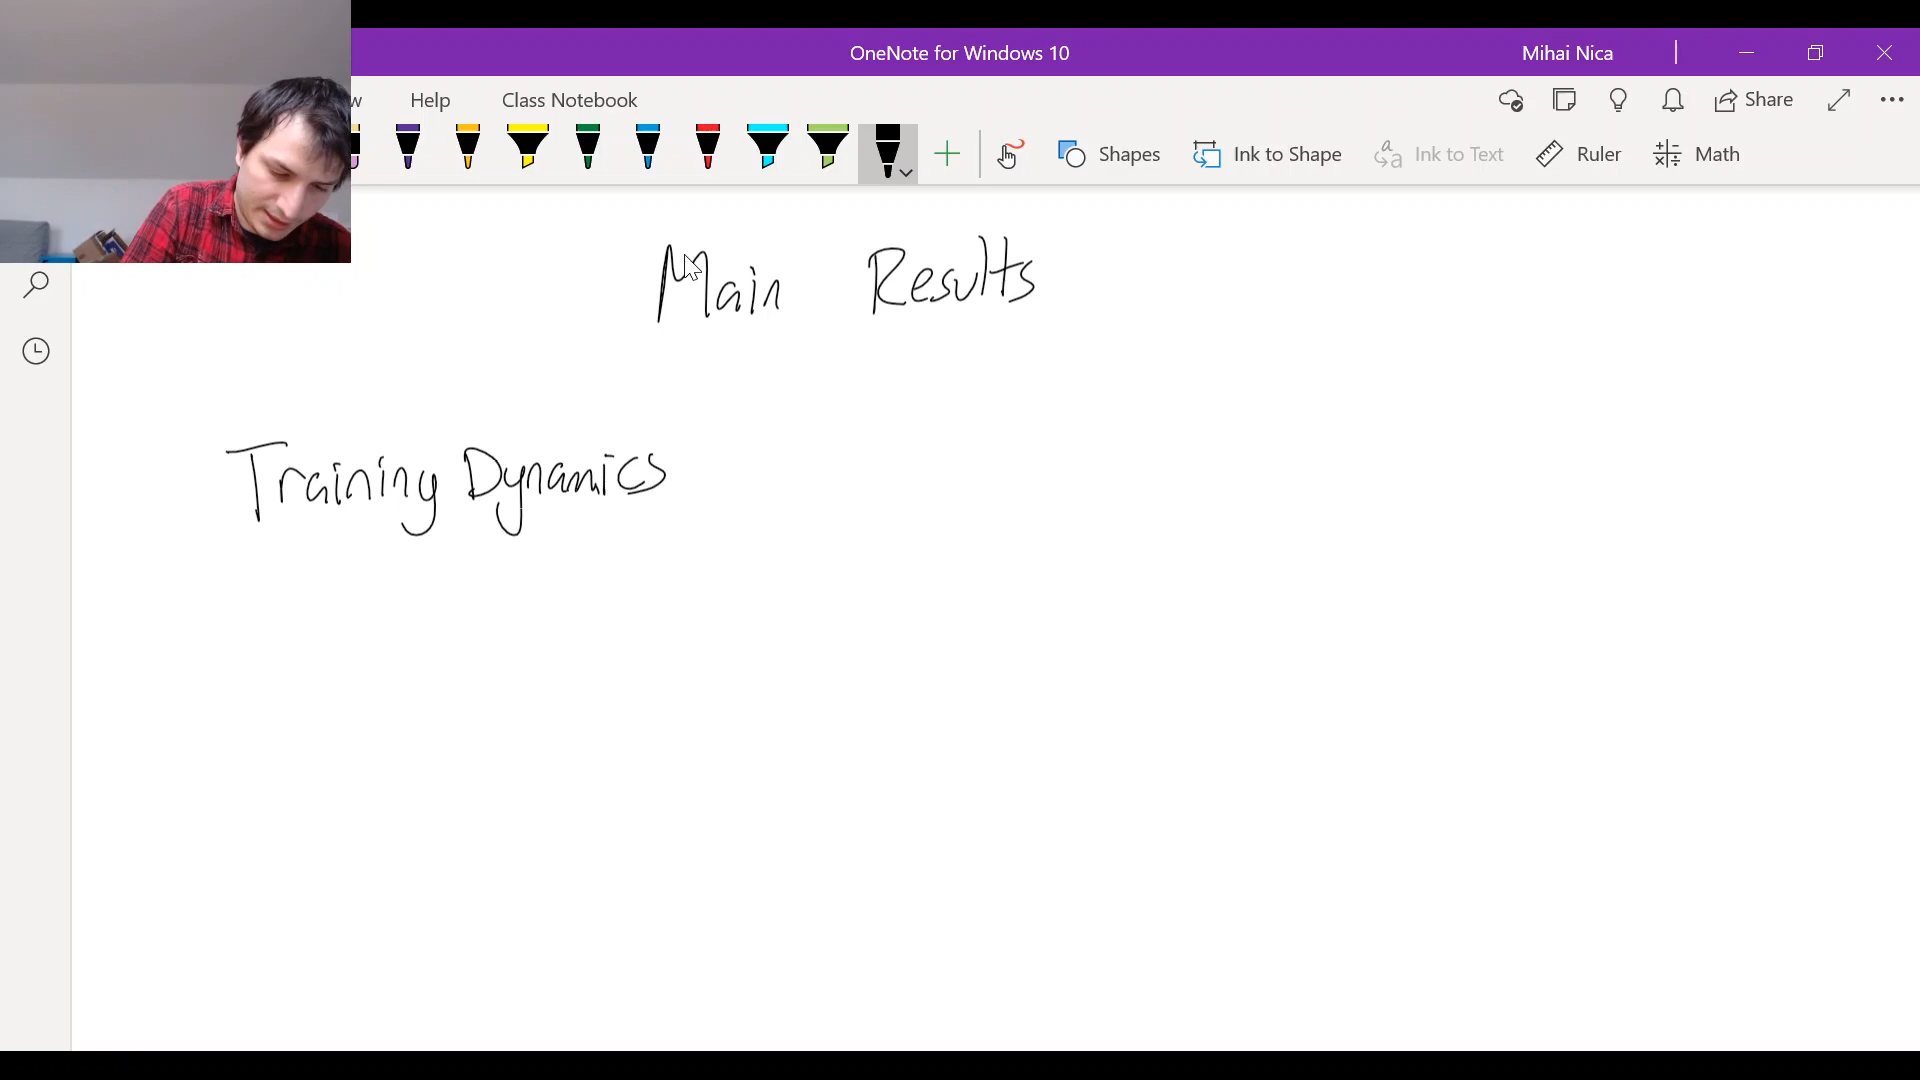 OneNote for Windows 10
Mihai Nica
w Help Class Notebook
Share
Shapes Ink to Shape Ink to Text Ruler Math
Main Results
Training Dynamics